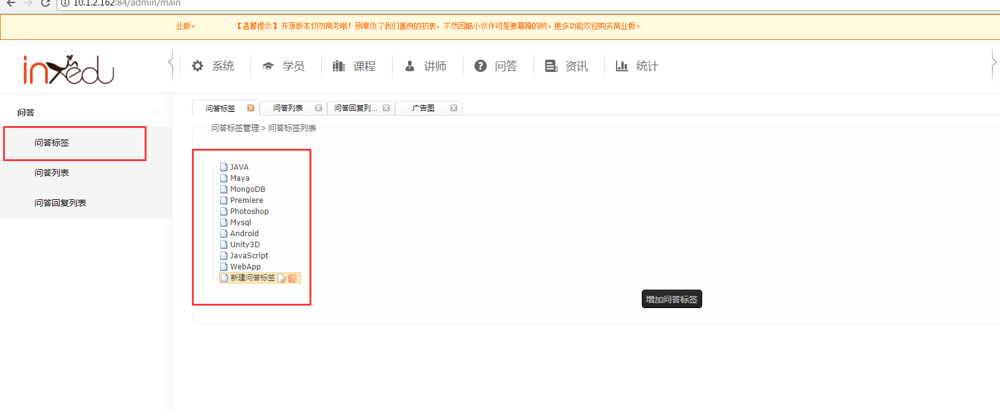 10.1.2.162:84/admin/main
业版。 【温馨提示】开源版本切勿商务哦！别辜负了我们善良的初衷，不然因酷小伙伴可是要暴躁的哟。更多功能欢迎购买商业版。
inxedu 系统 学员 课程 讲师 问答 资讯 统计
问答
问答标签
问答列表
问答回复列表
问答标签 问答列表 问答回复列... 广告图
问答标签管理 > 问答标签列表
JAVA
Maya
MongoDB
Premiere
Photoshop
Mysql
Android
Unity3D
JavaScript
WebApp
新建问答标签
增加问答标签